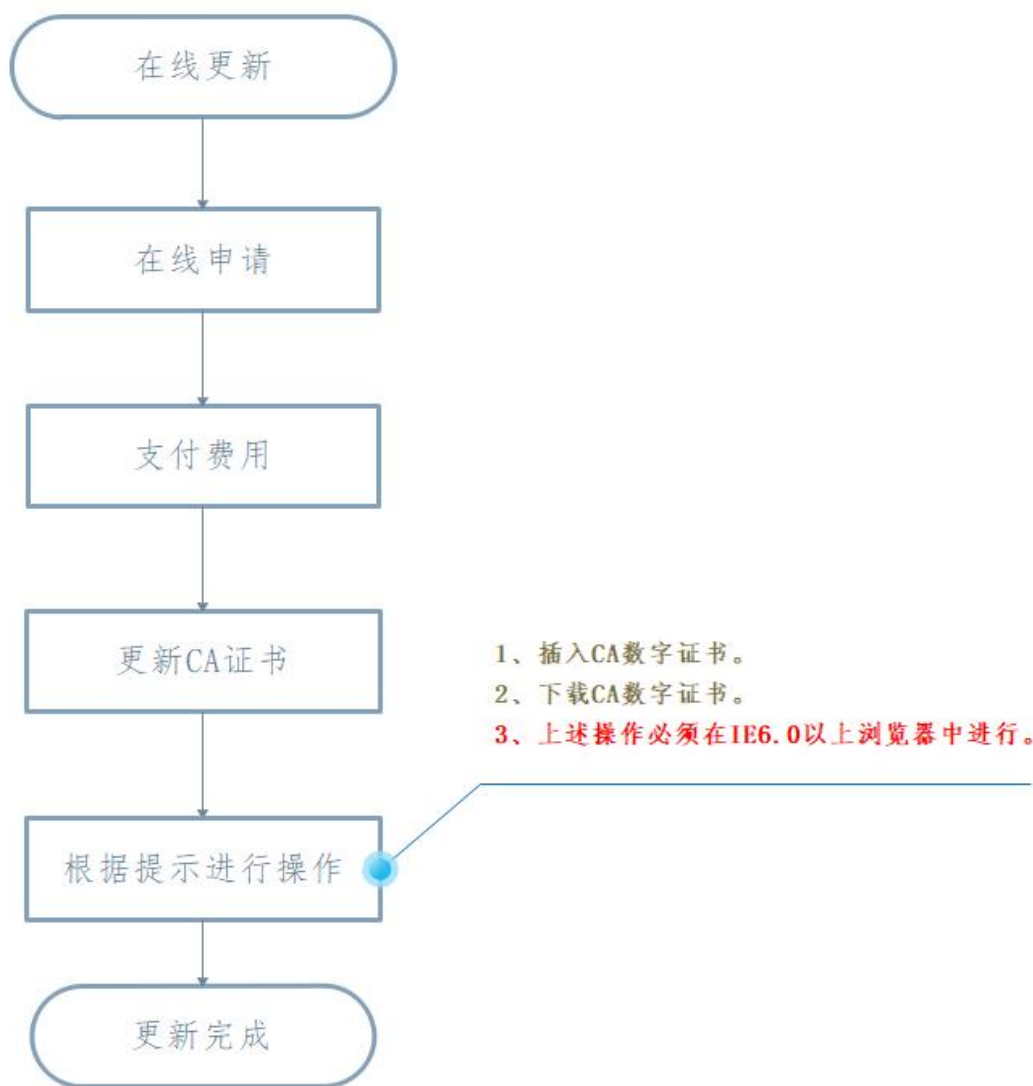 在线更新
在线申请
支付费用
更新CA证书
1、插入CA数字证书。
2、下载CA数字证书。
3、上述操作必须在IE6.0以上浏览器中进行。
根据提示进行操作
更新完成